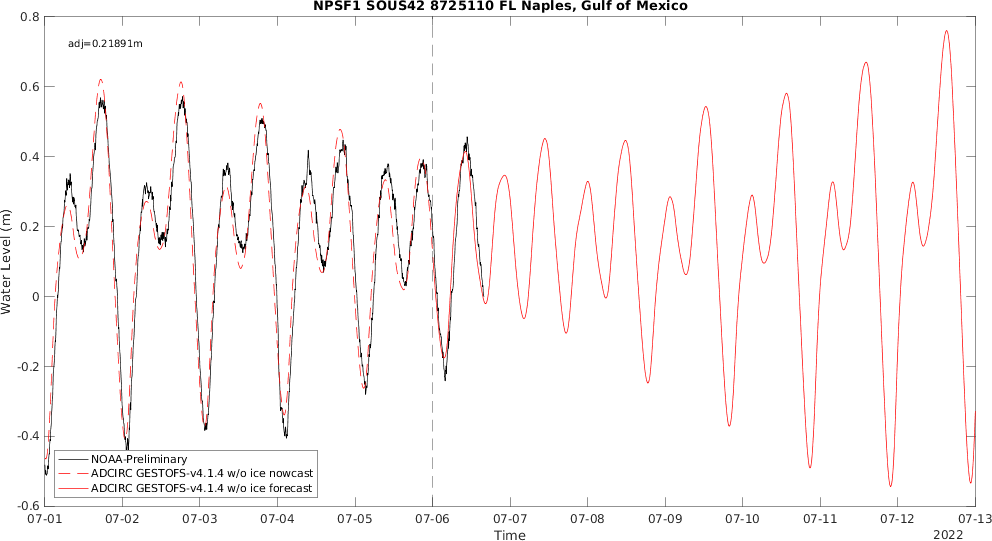 NPSF1 SOUS42 8725110 FL Naples, Gulf of Mexico
adj=0.21891m
0.8
0.6
0.4
0.2
0
-0.2
-0.4
-0.6
Water Level (m)
NOAA-Preliminary
ADCIRC GESTOFS-v4.1.4 w/o ice nowcast
ADCIRC GESTOFS-v4.1.4 w/o ice forecast
07-01 07-02 07-03 07-04 07-05 07-06 07-07 07-08 07-09 07-10 07-11 07-12 07-13
Time
2022